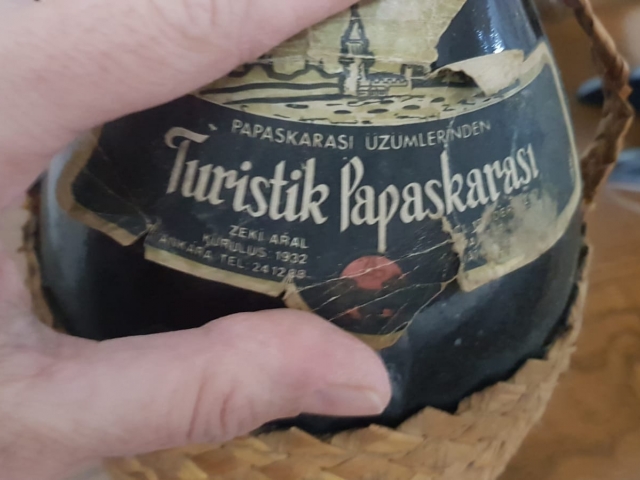 PAPASKARASI ÜZÜMLERİNDEN
Turistik Papaskarası
ZEKİ ARAL
KURULUŞ 1932
ANKARA TEL. 241288